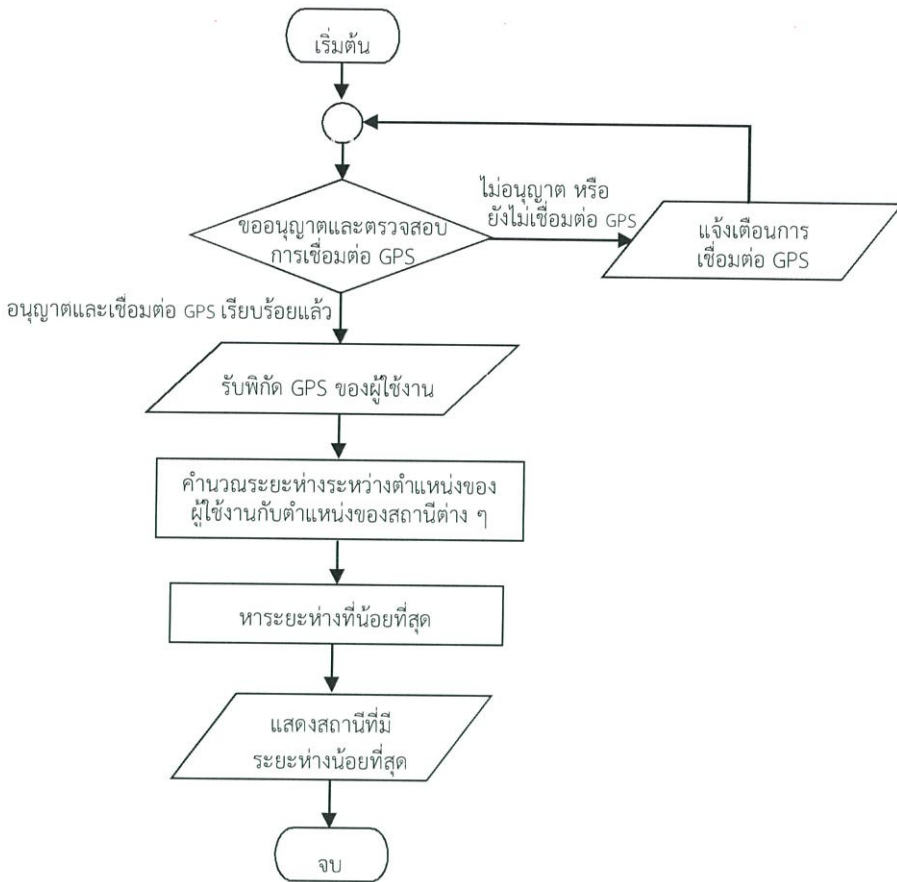 เริ่มต้น
ไม่อนุญาต หรือ
ยังไม่เชื่อมต่อ GPS
ขออนุญาตและตรวจสอบ
การเชื่อมต่อ GPS
แจ้งเตือนการ
เชื่อมต่อ GPS
อนุญาตและเชื่อมต่อ GPS เรียบร้อยแล้ว
รับพิกัด GPS ของผู้ใช้งาน
คำนวณระยะห่างระหว่างตำแหน่งของ
ผู้ใช้งานกับตำแหน่งของสถานีต่าง ๆ
หาระยะห่างที่น้อยที่สุด
แสดงสถานีที่มี
ระยะห่างน้อยที่สุด
จบ